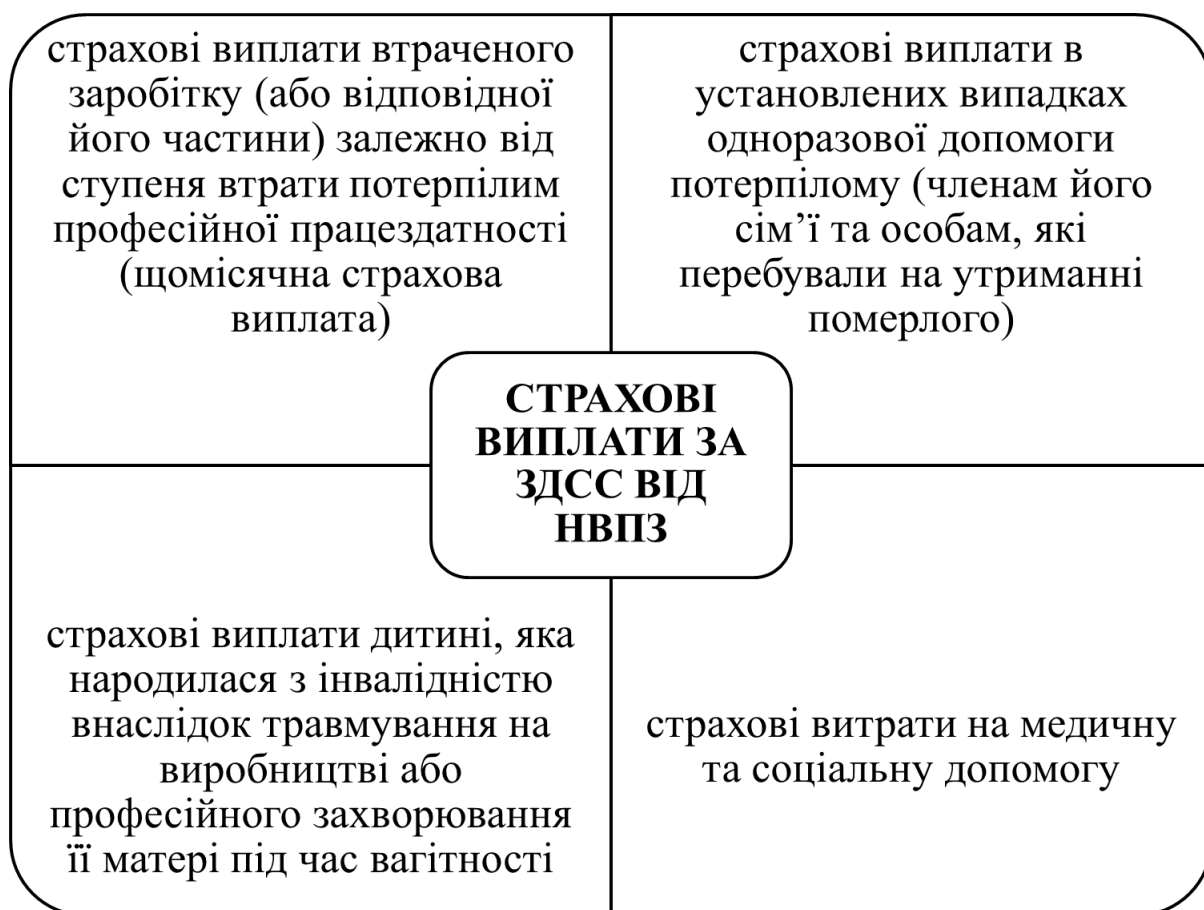 страхові виплати втраченого
заробітку (або відповідної
його частини) залежно від
ступеня втрати потерпілим
професійної працездатності
(щомісячна страхова
виплата)
страхові виплати в
установлених випадках
одноразової допомоги
потерпілому (членам його
сім’ї та особам, які
перебували на утриманні
померлого)
СТРАХОВІ
ВИПЛАТИ ЗА
ЗДСС ВІД
НВПЗ
страхові виплати дитині, яка
народилася з інвалідністю
внаслідок травмування на
виробництві або
професійного захворювання
її матері під час вагітності
страхові витрати на медичну
та соціальну допомогу